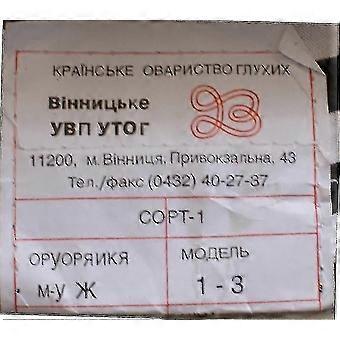 КРАЇНСЬКЕ ОВАРИСТВО ГЛУХИХ
Вінницьке
УВП УТОГ
11200, м. Вінниця, Привокзальна, 43
Тел./факс (0432) 40-27-37
СОРТ-1
ОРУОРЯИКЯ
МОДЕЛЬ
м-у Ж
1 - 3